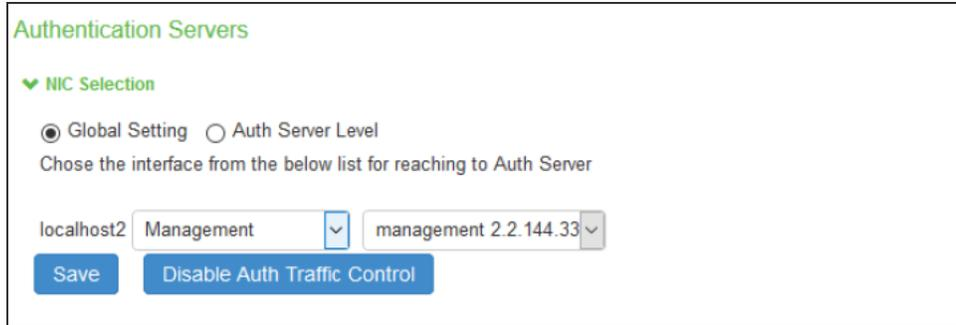 Authentication Servers
NIC Selection
Global Setting Auth Server Level
Chose the interface from the below list for reaching to Auth Server
localhost2 Management management 2.2.144.33
Save Disable Auth Traffic Control